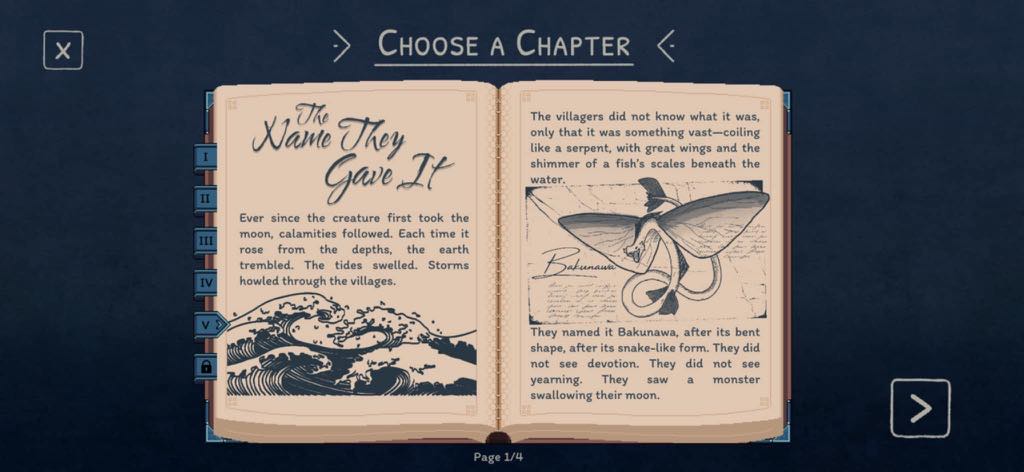 X
CHOOSE A CHAPTER
The
Name They
Gave It
Ever since the creature first took the
moon, calamities followed. Each time it
rose from the depths, the earth
trembled. The tides swelled. Storms
howled through the villages.
I
II
III
IV
V
The villagers did not know what it was,
only that it was something vast—coiling
like a serpent, with great wings and the
shimmer of a fish's scales beneath the
water.
Bakunawa
They named it Bakunawa, after its bent
shape, after its snake-like form. They did
not see devotion. They did not see
yearning. They saw a monster
swallowing their moon.
Page 1/4